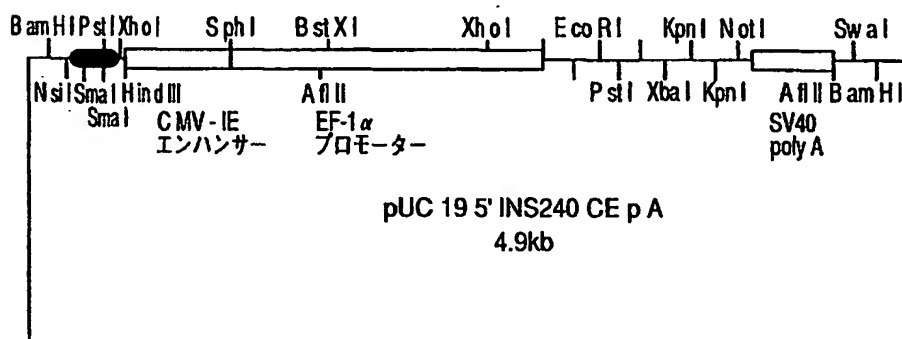 BamHI PstI XhoI SphI BstXI XhoI EcoRI KpnI NotI SwaI
NsiI SmaI HindIII AflII PstI XbaI KpnI AflII BamHI
SmaI CMV-IE EF-1α SV40
エンハンサー プロモーター poly A
pUC 19 5' INS240 CE p A
4.9kb